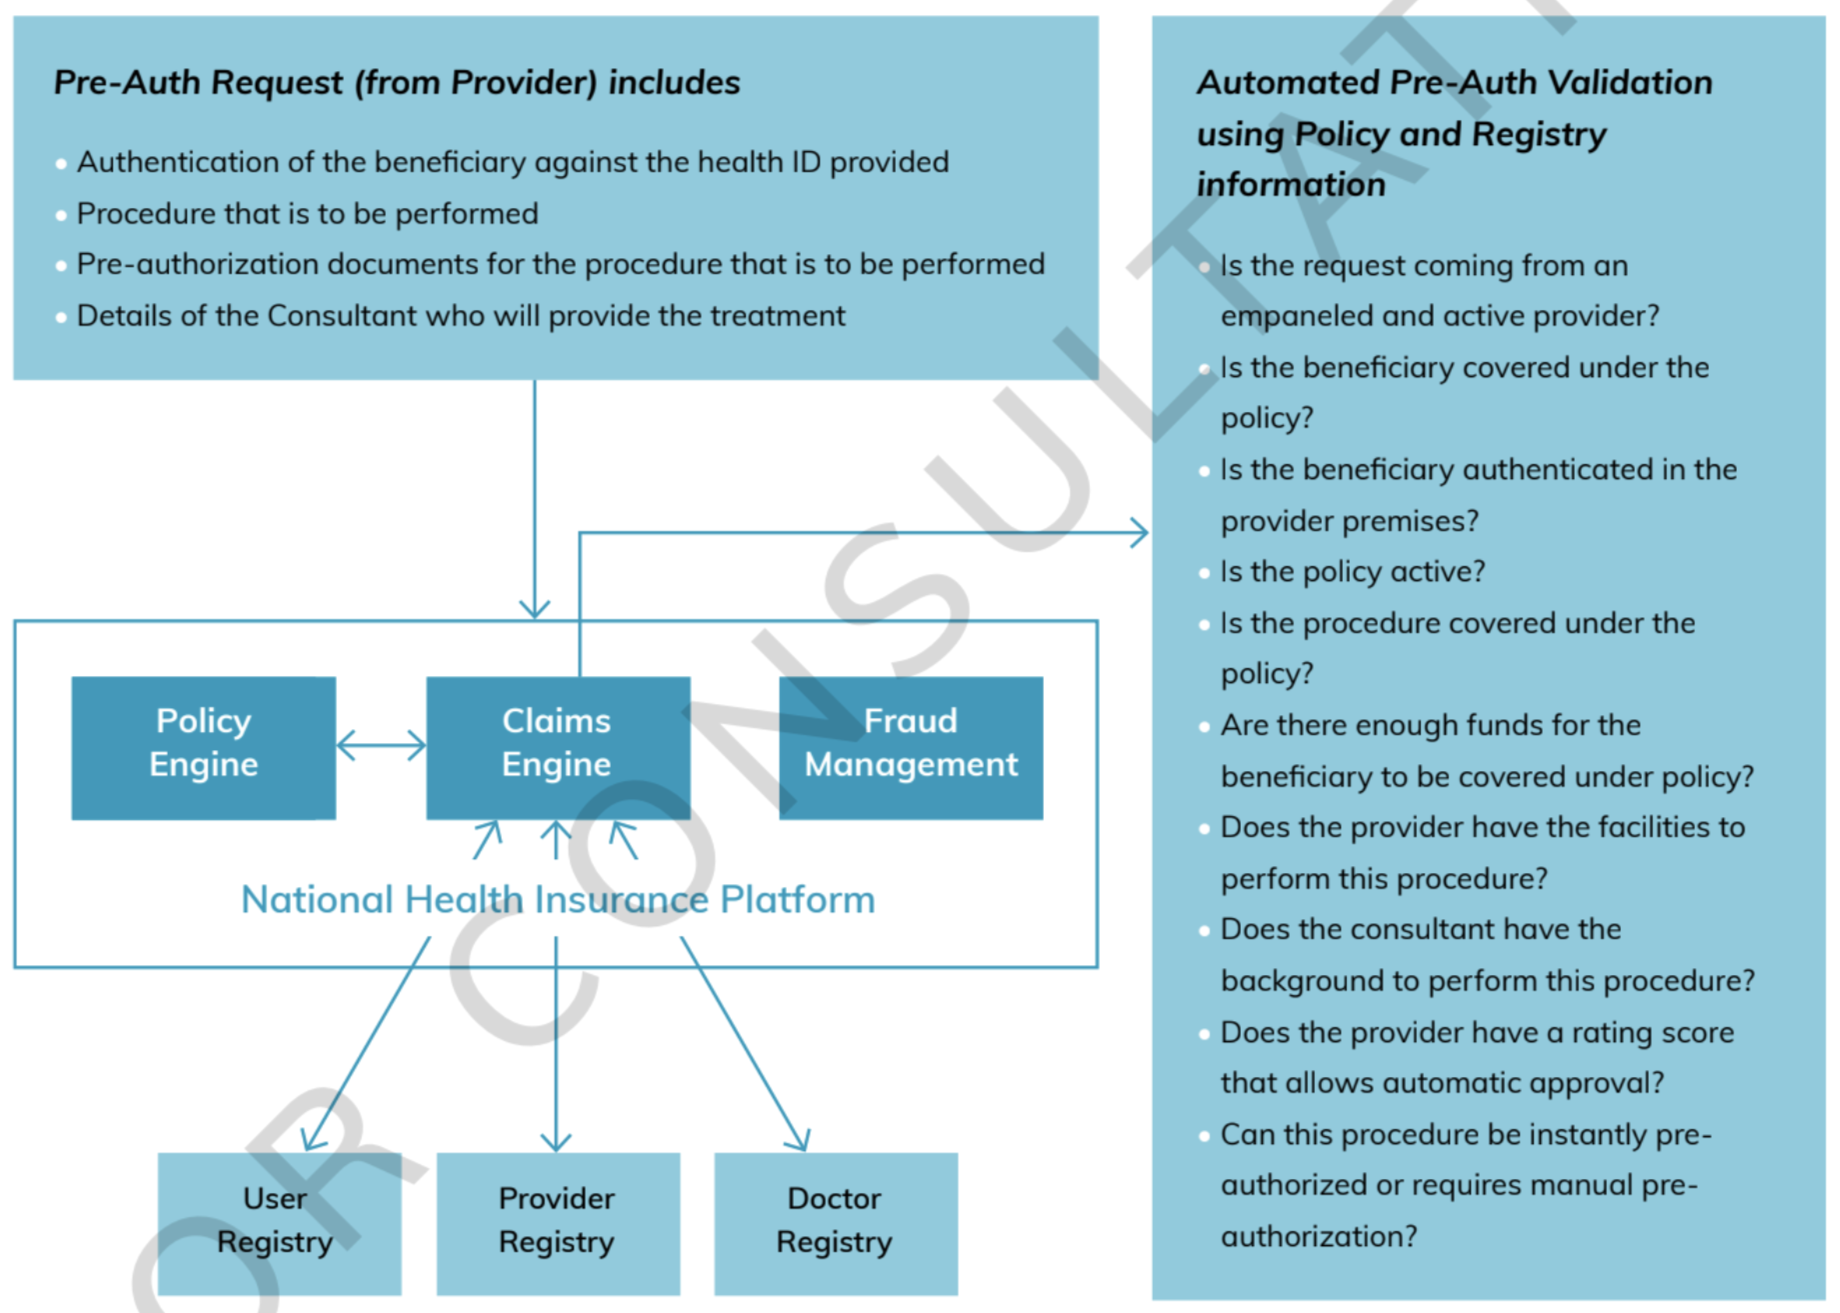 Pre-Auth Request (from Provider) includes
• Authentication of the beneficiary against the health ID provided
• Procedure that is to be performed
• Pre-authorization documents for the procedure that is to be performed
• Details of the Consultant who will provide the treatment
Policy
Engine
Claims
Engine
Fraud
Management
National Health Insurance Platform
User
Registry
Provider
Registry
Doctor
Registry
Automated Pre-Auth Validation
using Policy and Registry
information
• Is the request coming from an
empaneled and active provider?
• Is the beneficiary covered under the
policy?
• Is the beneficiary authenticated in the
provider premises?
• Is the policy active?
• Is the procedure covered under the
policy?
• Are there enough funds for the
beneficiary to be covered under policy?
• Does the provider have the facilities to
perform this procedure?
• Does the consultant have the
background to perform this procedure?
• Does the provider have a rating score
that allows automatic approval?
• Can this procedure be instantly pre-
authorized or requires manual pre-
authorization?
OR CONSULTATI